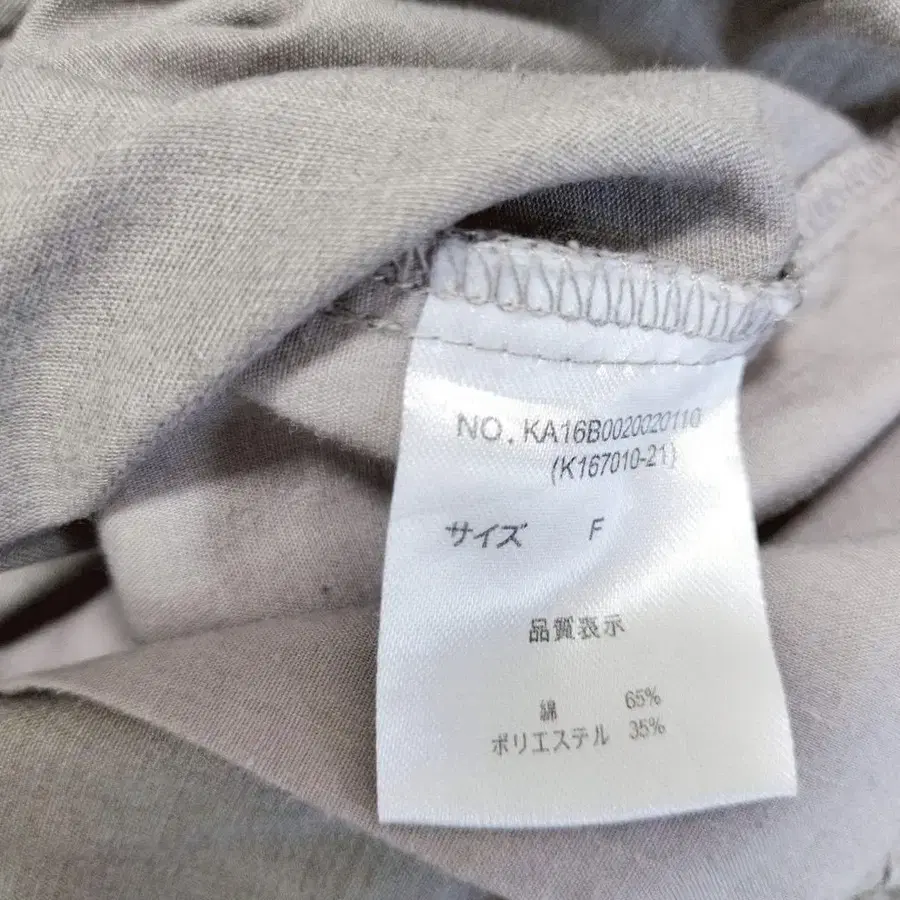 NO. KA16B0020020110
(K167010-21)
サイズ F
品質表示
綿 65%
ポリエステル 35%